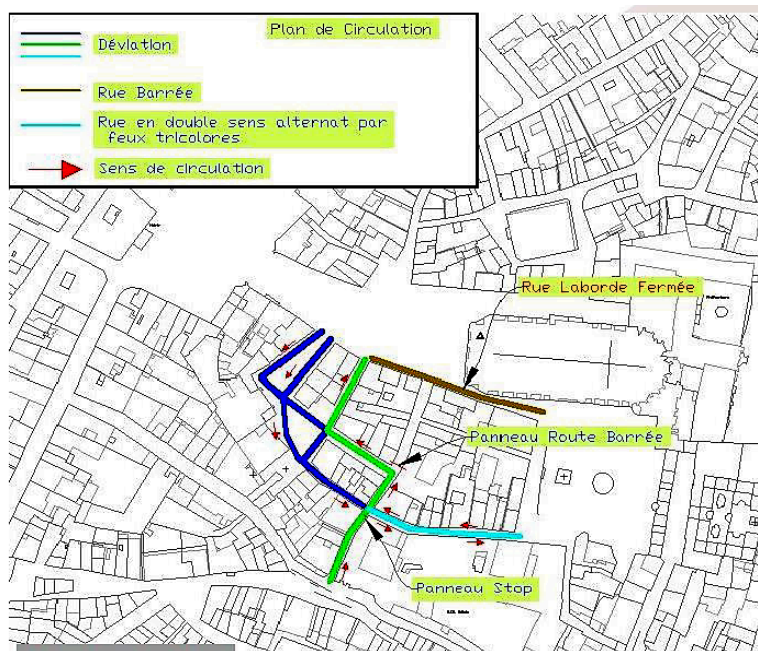 Plan de Circulation
Déviation
Rue Barrée
Rue en double sens alternat par
feux tricolores
Sens de circulation
Rue Laborde Fermée
Panneau Route Barrée
Panneau Stop